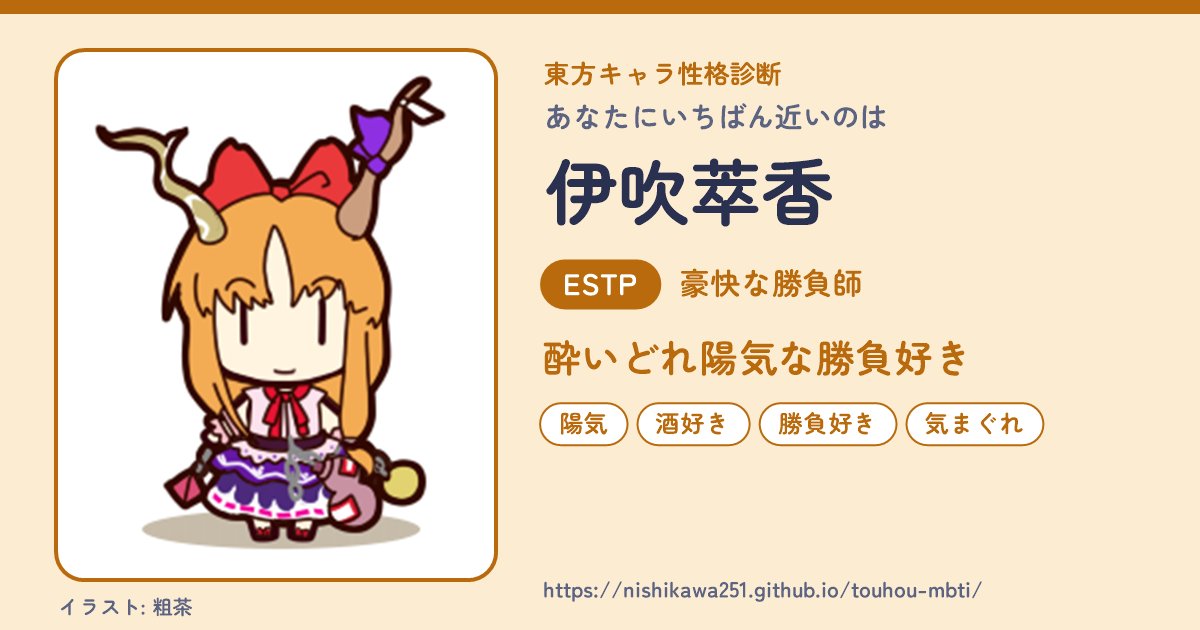 東方キャラ性格診断
あなたにいちばん近いのは
伊吹萃香
ESTP 豪快な勝負師
酔いどれ陽気な勝負好き
陽気 酒好き 勝負好き 気まぐれ
https://nishikawa251.github.io/touhou-mbti/
イラスト: 粗茶